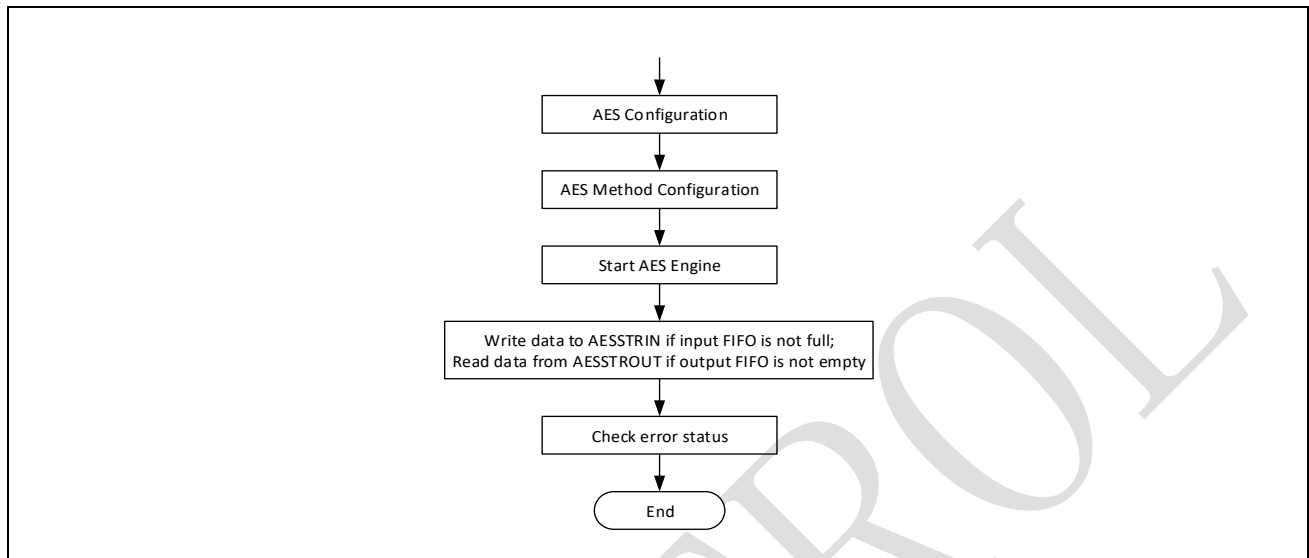 AES Configuration
AES Method Configuration
Start AES Engine
Write data to AESSTRIN if input FIFO is not full;
Read data from AESSTROUT if output FIFO is not empty
Check error status
End
ROL